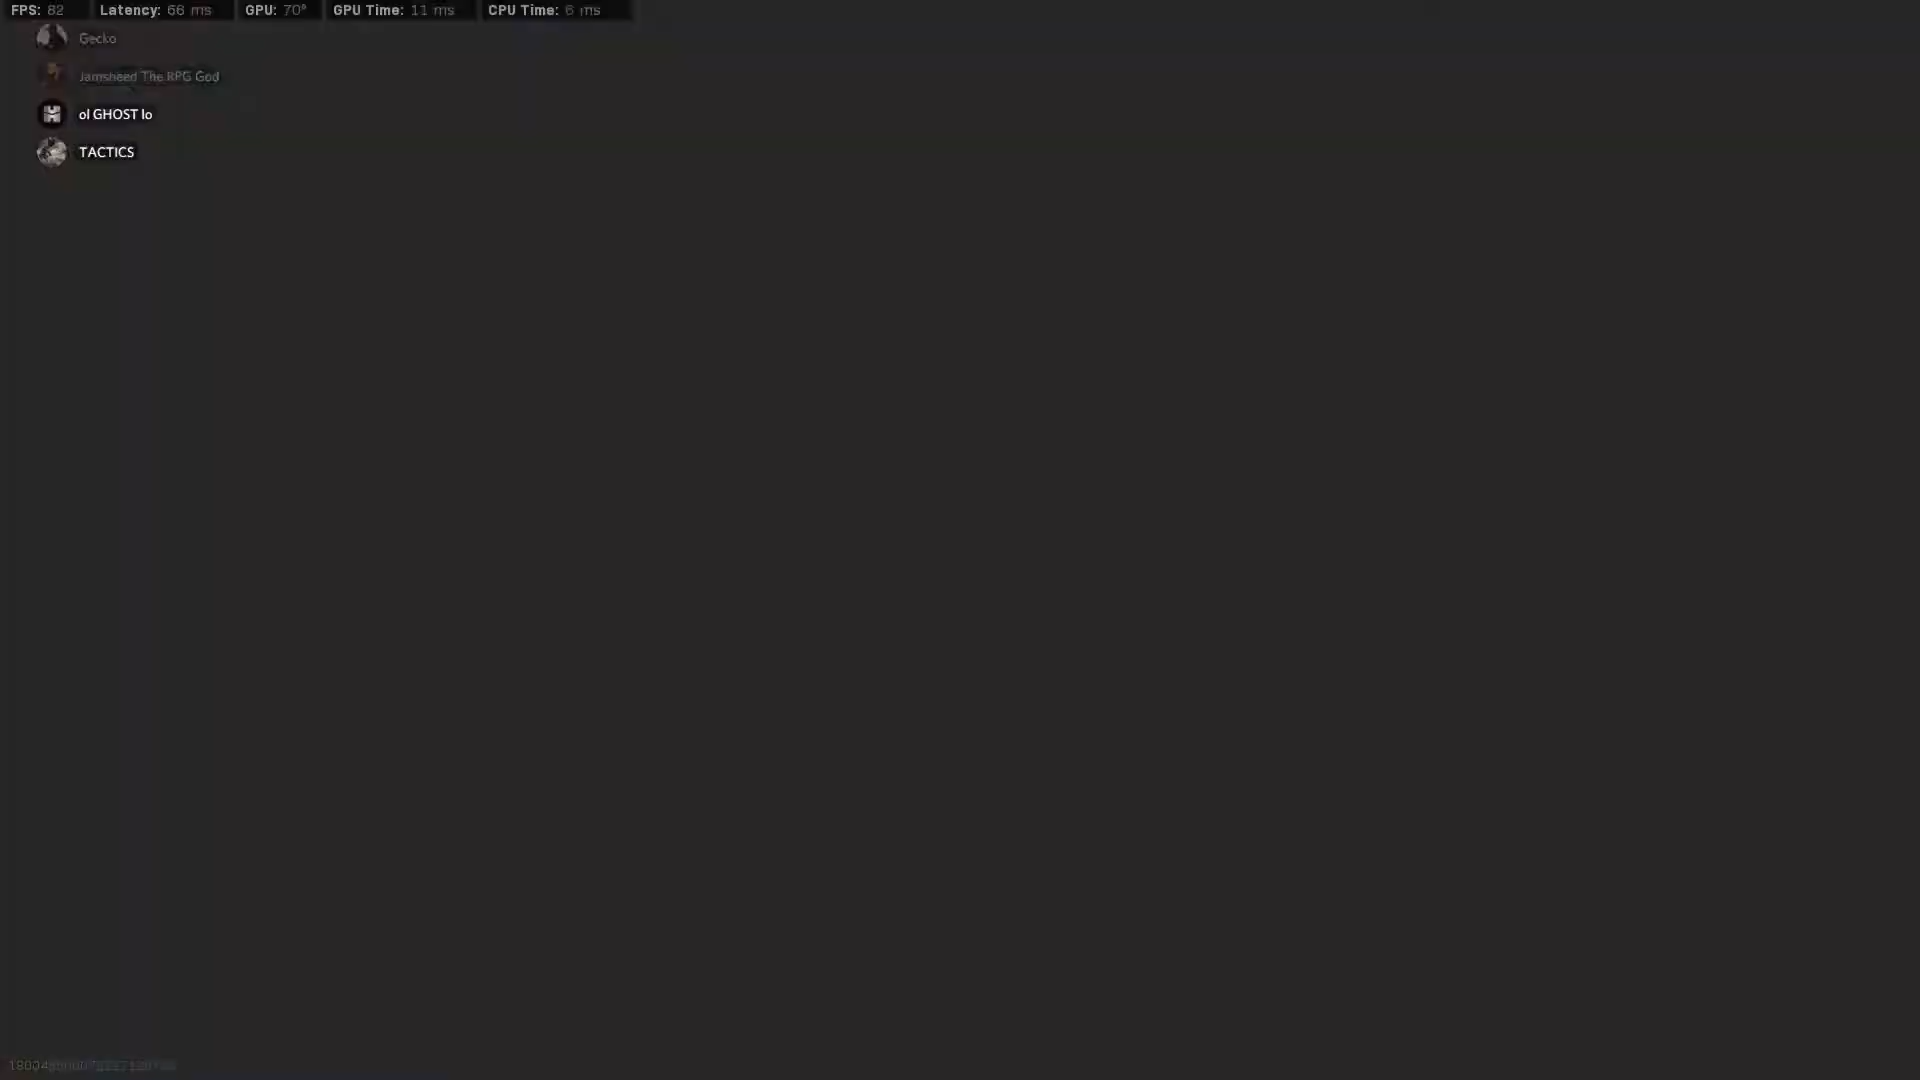 FPS: 82 Latency: 66 ms GPU: 70° GPU Time: 11 ms CPU Time: 6 ms
Gecko
Jamsheed The RPG God
ol GHOST lo
TACTICS